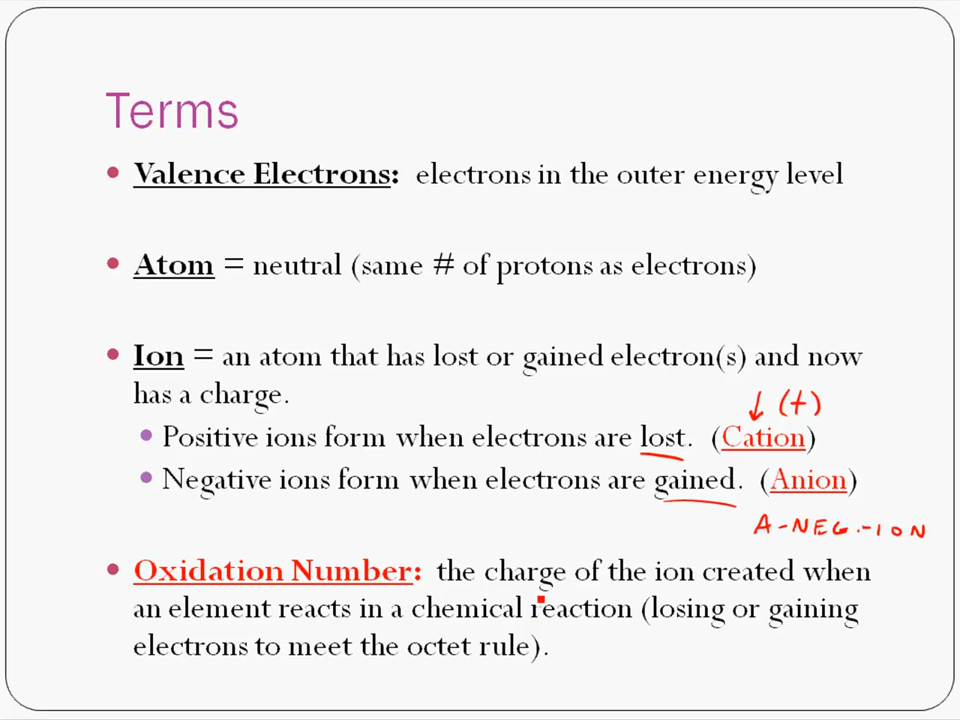 Terms
• Valence Electrons: electrons in the outer energy level
• Atom = neutral (same # of protons as electrons)
• Ion = an atom that has lost or gained electron(s) and now
has a charge.
↓ (+)
• Positive ions form when electrons are lost. (Cation)
• Negative ions form when electrons are gained. (Anion)
A-NEG.-ION
• Oxidation Number: the charge of the ion created when
an element reacts in a chemical reaction (losing or gaining
electrons to meet the octet rule).